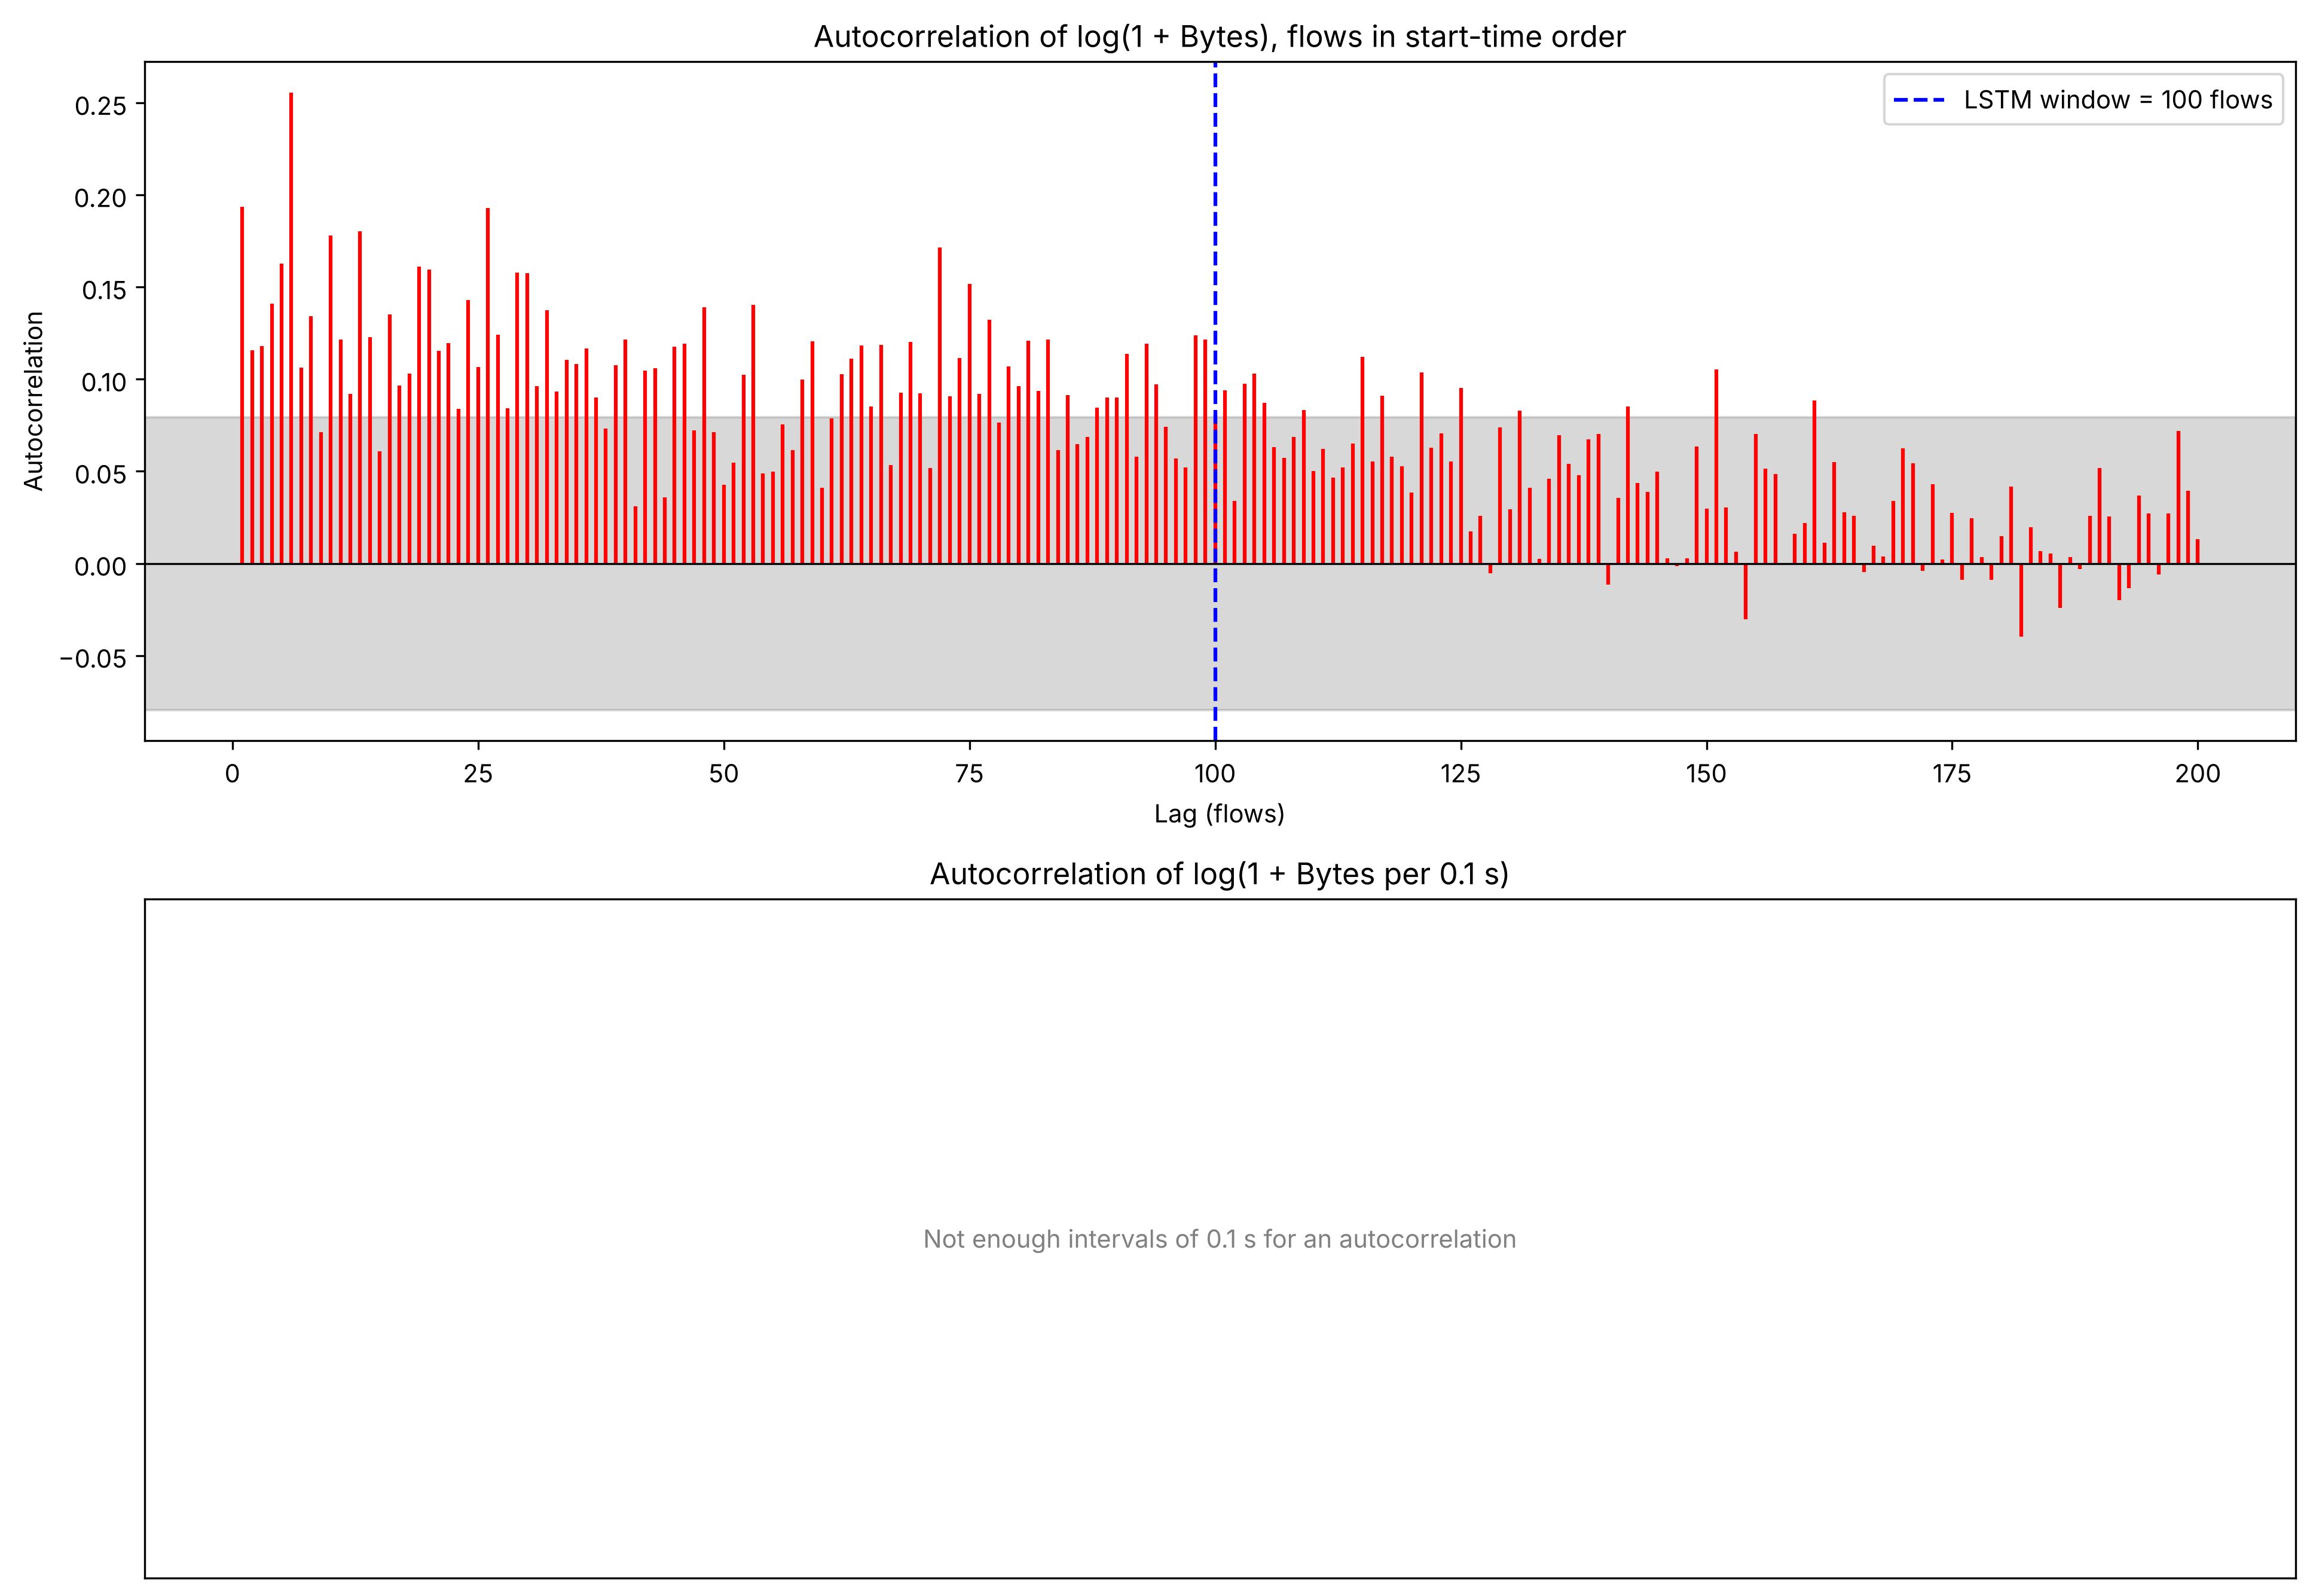 Autocorrelation of log(1 + Bytes), flows in start-time order
LSTM window = 100 flows
Autocorrelation
0.25
0.20
0.15
0.10
0.05
0.00
−0.05
0 25 50 75 100 125 150 175 200
Lag (flows)
Autocorrelation of log(1 + Bytes per 0.1 s)
Not enough intervals of 0.1 s for an autocorrelation